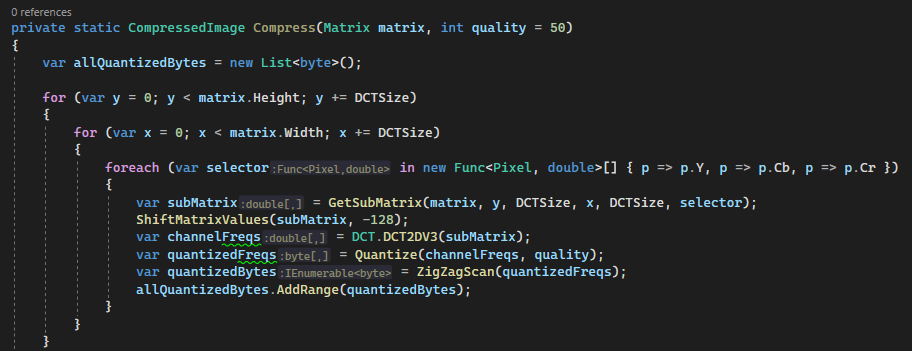 0 references
private static CompressedImage Compress(Matrix matrix, int quality = 50)
{
var allQuantizedBytes = new List<byte>();
for (var y = 0; y < matrix.Height; y += DCTSize)
{
for (var x = 0; x < matrix.Width; x += DCTSize)
{
foreach (var selector:Func<Pixel,double> in new Func<Pixel, double>[] { p => p.Y, p => p.Cb, p => p.Cr })
{
var subMatrix:double[,] = GetSubMatrix(matrix, y, DCTSize, x, DCTSize, selector);
ShiftMatrixValues(subMatrix, -128);
var channelFreqs:double[,] = DCT.DCT2DV3(subMatrix);
var quantizedFreqs:byte[,] = Quantize(channelFreqs, quality);
var quantizedBytes:IEnumerable<byte> = ZigZagScan(quantizedFreqs);
allQuantizedBytes.AddRange(quantizedBytes);
}
}
}